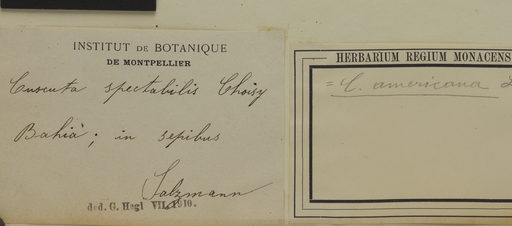 INSTITUT DE BOTANIQUE
DE MONTPELLIER
Cuscuta spectabilis Choisy
Bahia; in sepibus
Salzmann
ded. G. Hegi VII. 1910.
HERBARIUM REGIUM MONACENS
= C. americana L